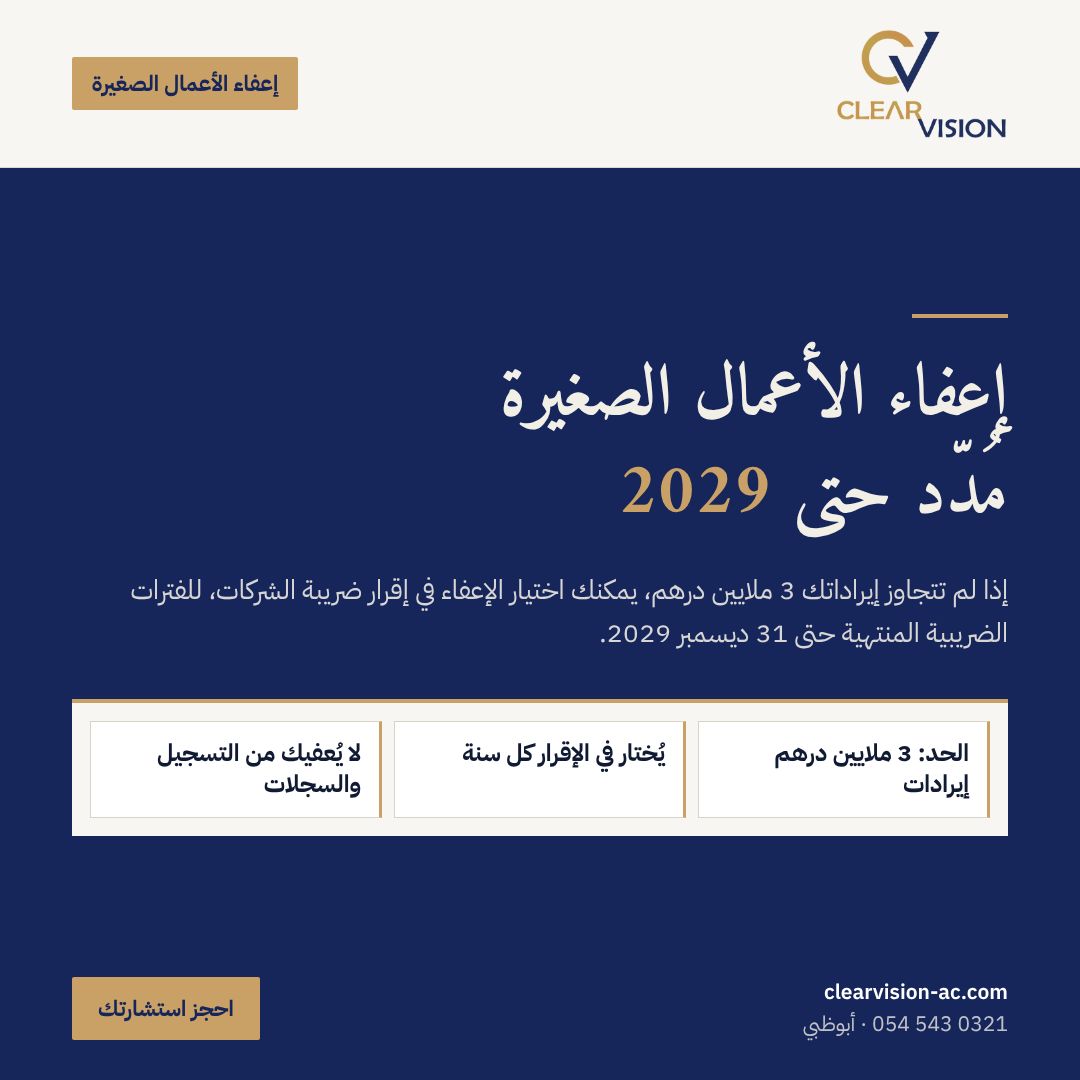 CLEAR
VISION
إعفاء الأعمال الصغيرة
إعفاء الأعمال الصغيرة
مُدّد حتى 2029
إذا لم تتجاوز إيراداتك 3 ملايين درهم، يمكنك اختيار الإعفاء في إقرار ضريبة الشركات، للفترات
الضريبية المنتهية حتى 31 ديسمبر 2029.
الحد: 3 ملايين درهم
إيرادات
يُختار في الإقرار كل سنة
لا يُعفيك من التسجيل
والسجلات
clearvision-ac.com
054 543 0321 · أبوظبي
احجز استشارتك